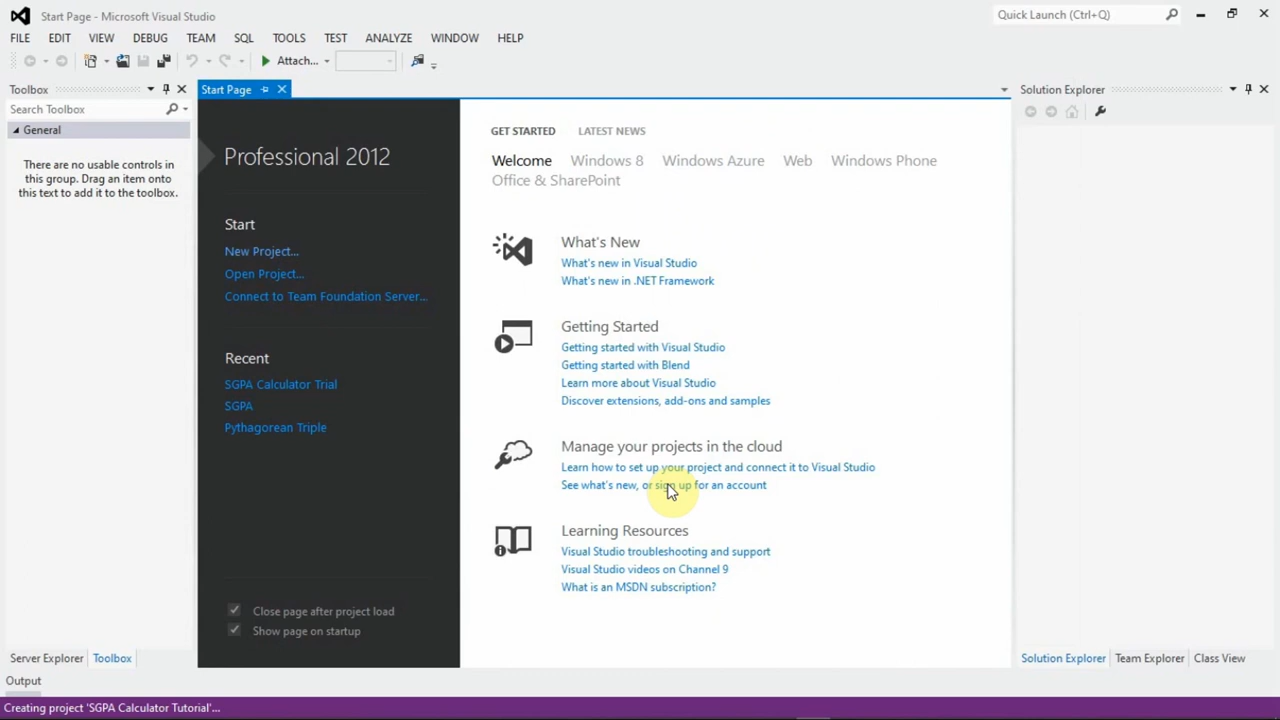 Start Page - Microsoft Visual Studio
Quick Launch (Ctrl+Q)
FILE EDIT VIEW DEBUG TEAM SQL TOOLS TEST ANALYZE WINDOW HELP
Attach...
Toolbox
Search Toolbox
General
There are no usable controls in
this group. Drag an item onto
this text to add it to the toolbox.
Server Explorer Toolbox
Start Page
Professional 2012
Start
New Project...
Open Project...
Connect to Team Foundation Server...
Recent
SGPA Calculator Trial
SGPA
Pythagorean Triple
Close page after project load
Show page on startup
GET STARTED LATEST NEWS
Welcome Windows 8 Windows Azure Web Windows Phone
Office & SharePoint
What's New
What's new in Visual Studio
What's new in .NET Framework
Getting Started
Getting started with Visual Studio
Getting started with Blend
Learn more about Visual Studio
Discover extensions, add-ons and samples
Manage your projects in the cloud
Learn how to set up your project and connect it to Visual Studio
See what's new, or sign up for an account
Learning Resources
Visual Studio troubleshooting and support
Visual Studio videos on Channel 9
What is an MSDN subscription?
Solution Explorer
Solution Explorer Team Explorer Class View
Output
Creating project 'SGPA Calculator Tutorial'...